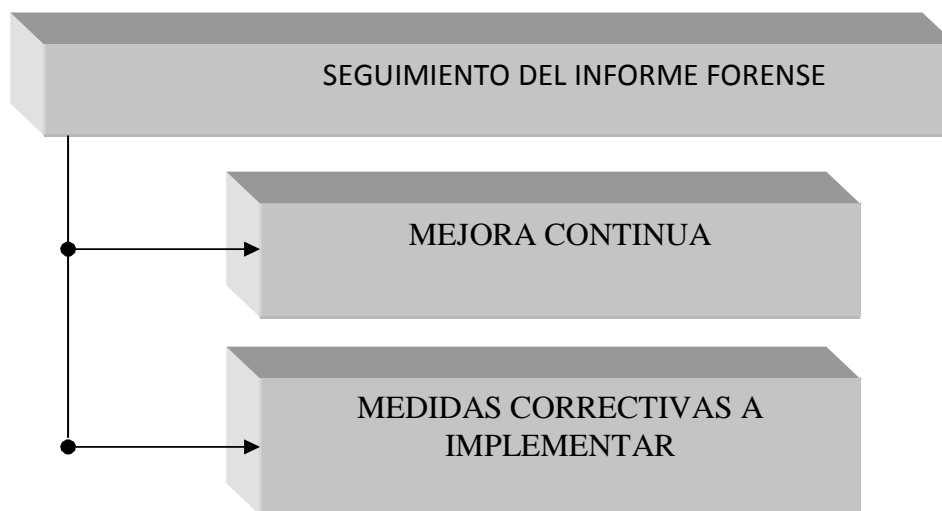 SEGUIMIENTO DEL INFORME FORENSE
MEJORA CONTINUA
MEDIDAS CORRECTIVAS A
IMPLEMENTAR